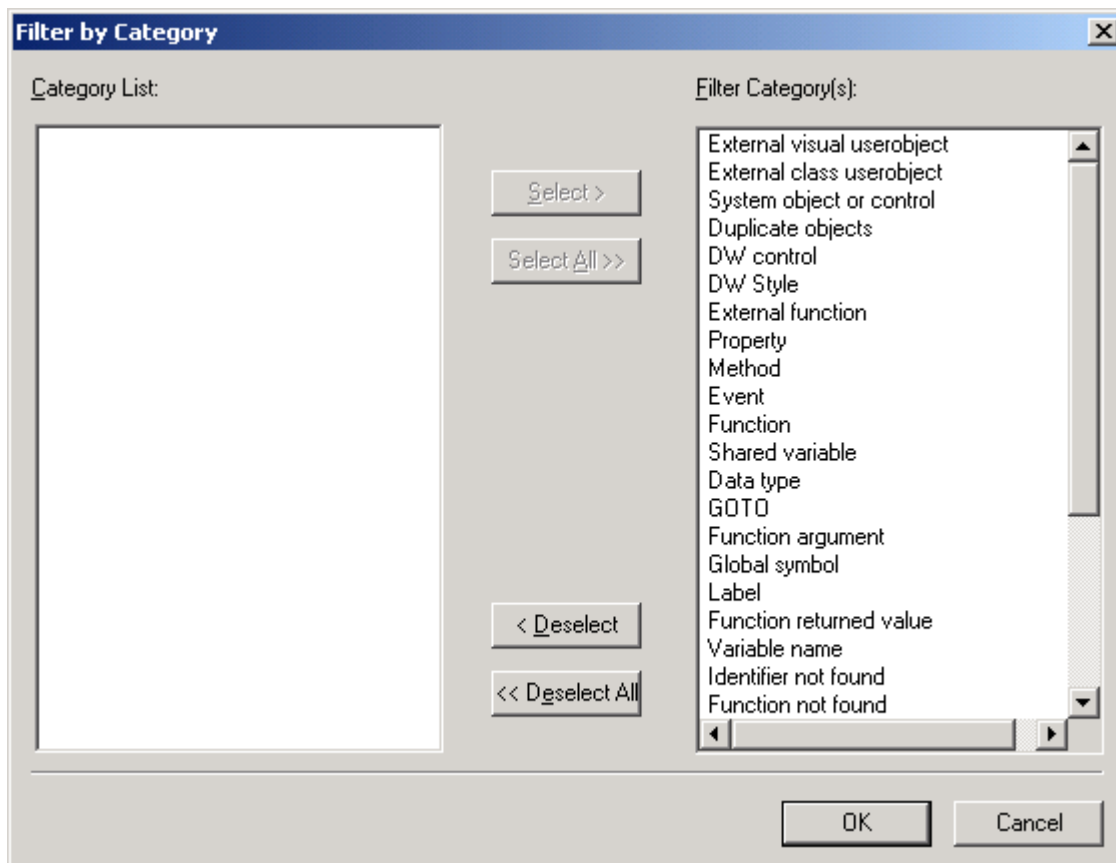 Filter by Category
Category List:
Filter Category(s):
Select >
Select All >>
< Deselect
<< Deselect All
External visual userobject
External class userobject
System object or control
Duplicate objects
DW control
DW Style
External function
Property
Method
Event
Function
Shared variable
Data type
GOTO
Function argument
Global symbol
Label
Function returned value
Variable name
Identifier not found
Function not found
OK
Cancel